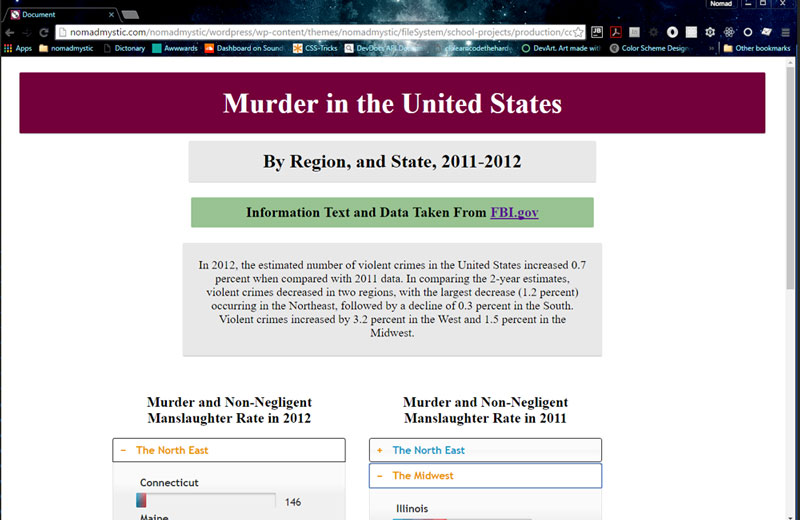 Document
Nomad
nomadmystic.com/nomadmystic/wordpress/wp-content/themes/nomadmystic/fileSystem/school-projects/production/cc
Apps nomadmystic Dictonary Awwwards Dashboard on Sound CSS-Tricks DevDocs API DevArt. Art made with Color Scheme Design Other bookmarks
Murder in the United States
By Region, and State, 2011-2012
Information Text and Data Taken From FBI.gov
In 2012, the estimated number of violent crimes in the United States increased 0.7
percent when compared with 2011 data. In comparing the 2-year estimates,
violent crimes decreased in two regions, with the largest decrease (1.2 percent)
occurring in the Northeast, followed by a decline of 0.3 percent in the South.
Violent crimes increased by 3.2 percent in the West and 1.5 percent in the
Midwest.
Murder and Non-Negligent
Manslaughter Rate in 2012
− The North East
Connecticut
146
Maine
Murder and Non-Negligent
Manslaughter Rate in 2011
+ The North East
− The Midwest
Illinois